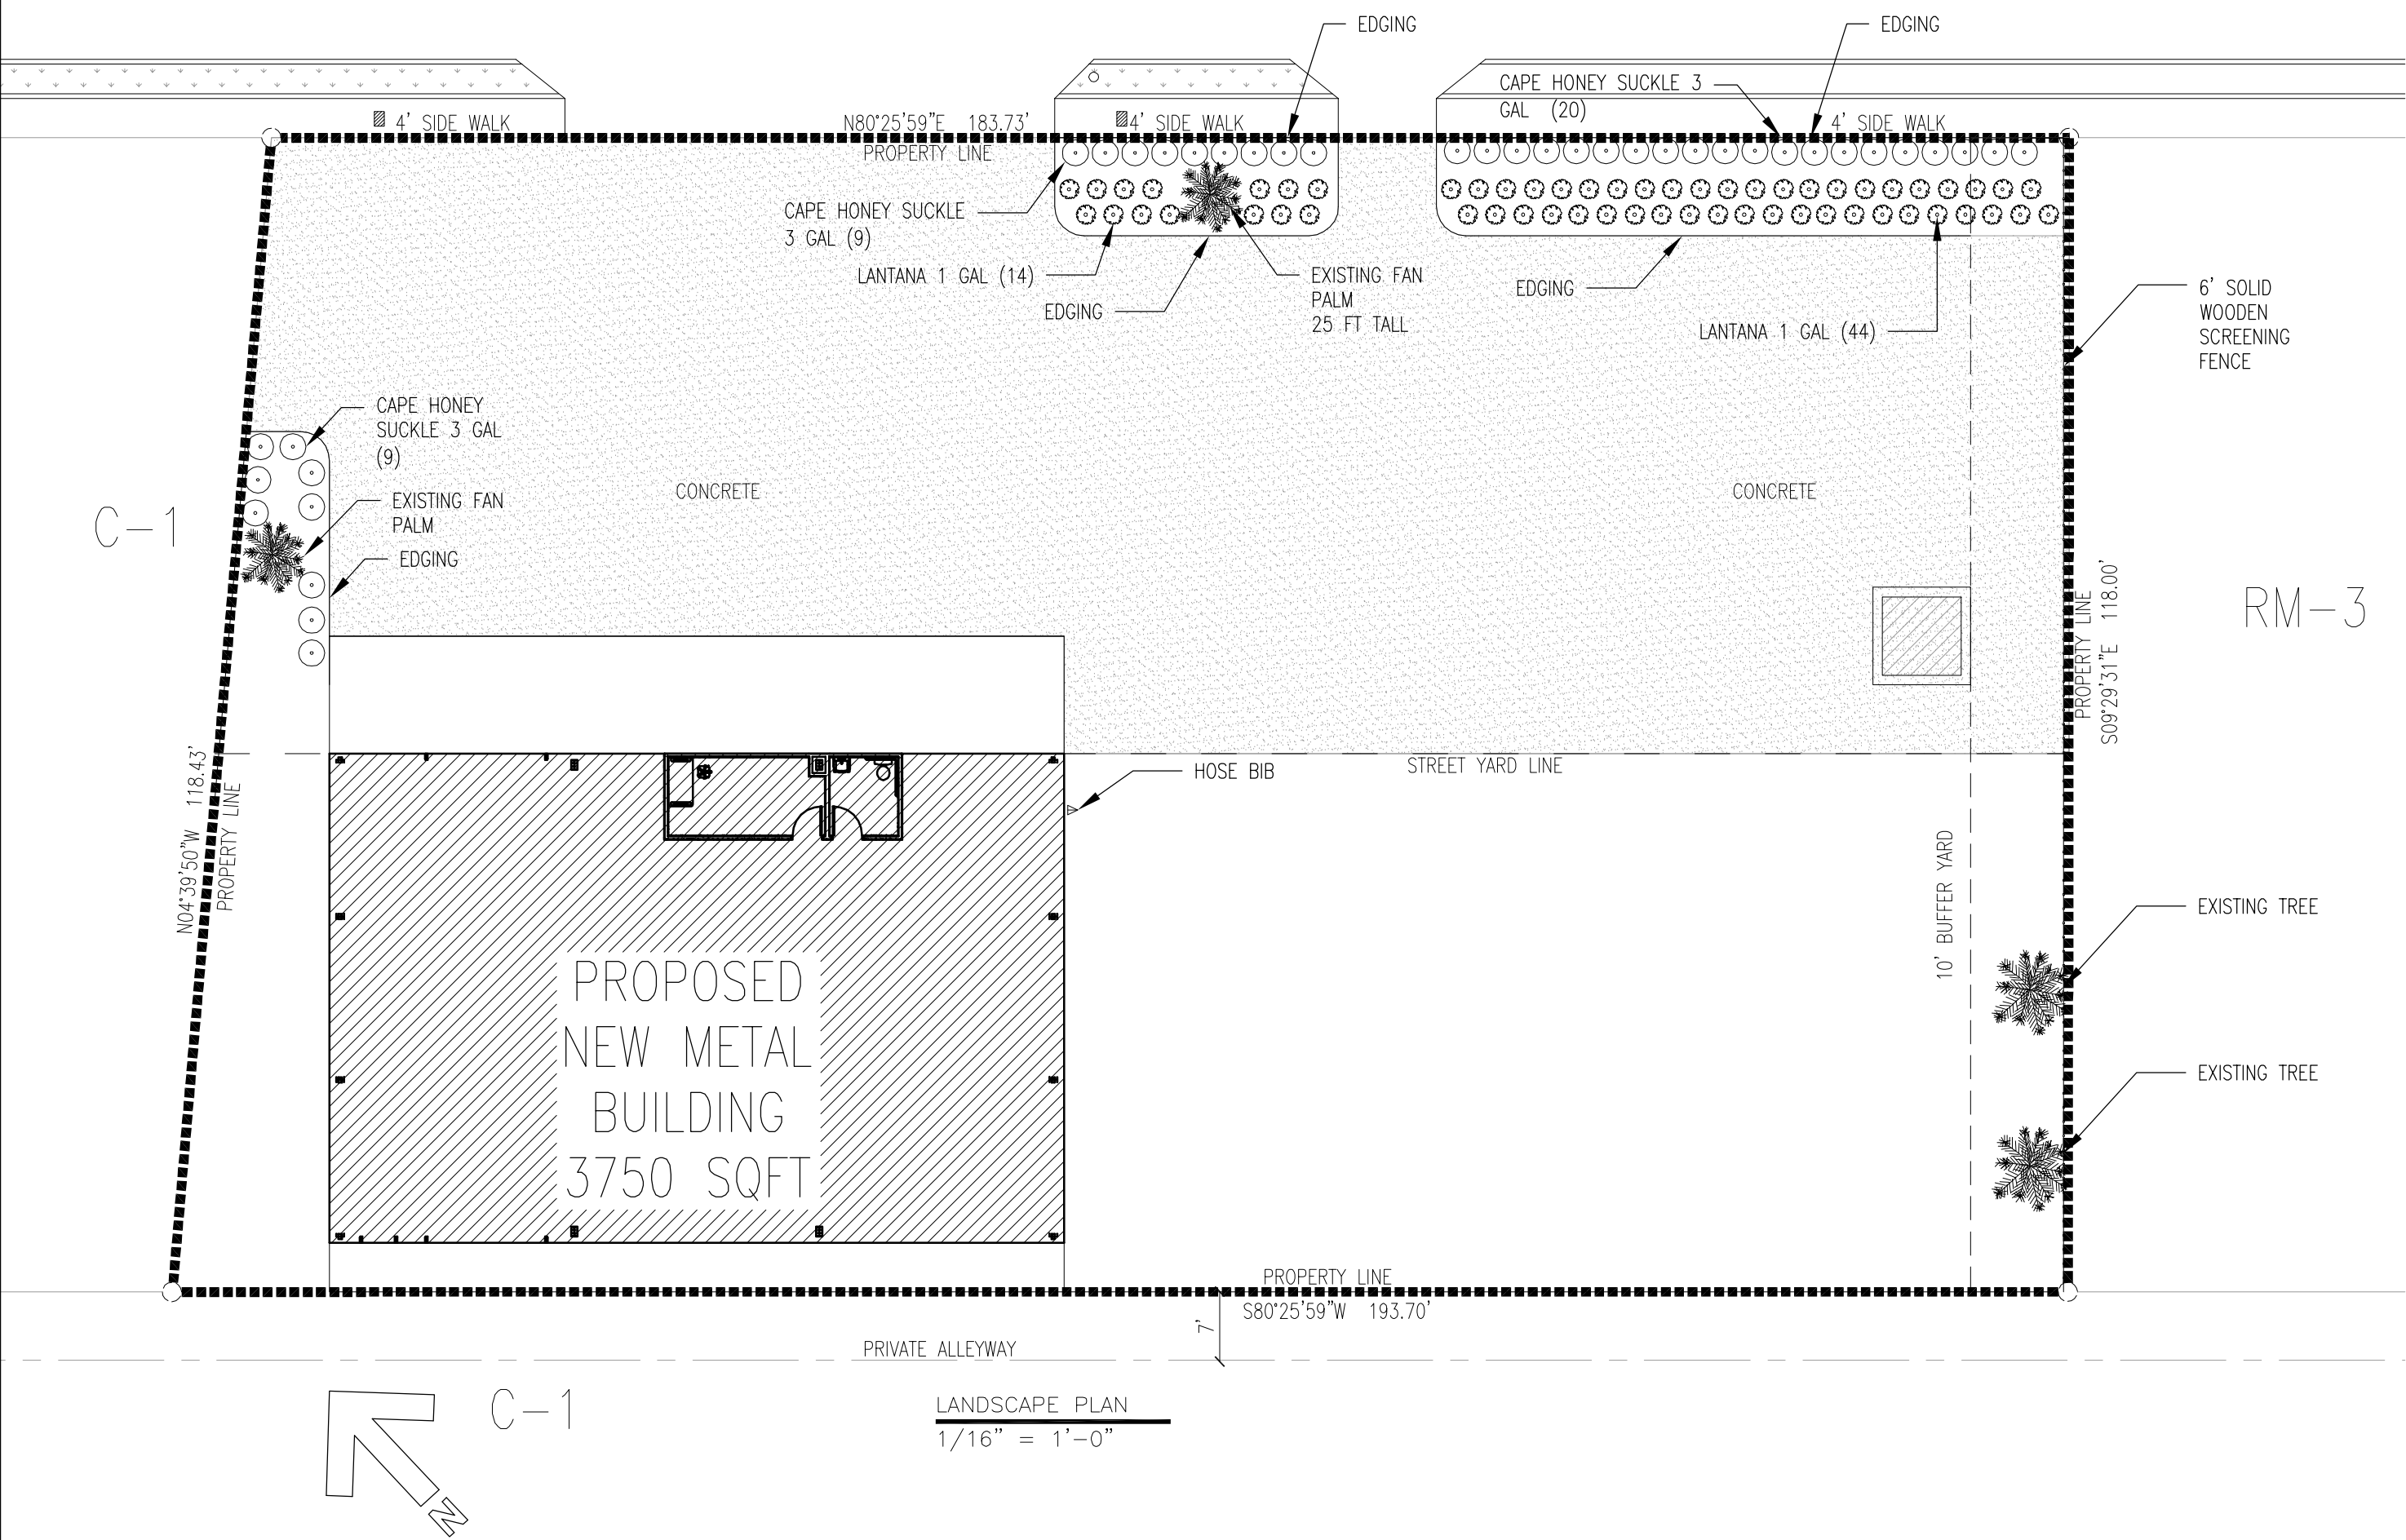 EDGING
EDGING
CAPE HONEY SUCKLE 3
GAL (20)
4' SIDE WALK
N80°25'59"E 183.73'
PROPERTY LINE
4' SIDE WALK
4' SIDE WALK
CAPE HONEY SUCKLE
3 GAL (9)
LANTANA 1 GAL (14)
EDGING
EXISTING FAN
PALM
25 FT TALL
EDGING
LANTANA 1 GAL (44)
6' SOLID
WOODEN
SCREENING
FENCE
CAPE HONEY
SUCKLE 3 GAL
(9)
EXISTING FAN
PALM
EDGING
C-1
CONCRETE
CONCRETE
RM-3
PROPERTY LINE
S09°29'31"E 118.00'
HOSE BIB
STREET YARD LINE
N04°39'50"W 118.43'
PROPERTY LINE
10' BUFFER YARD
EXISTING TREE
EXISTING TREE
PROPOSED
NEW METAL
BUILDING
3750 SQFT
PROPERTY LINE
S80°25'59"W 193.70'
7'
PRIVATE ALLEYWAY
C-1
N
LANDSCAPE PLAN
1/16" = 1'-0"